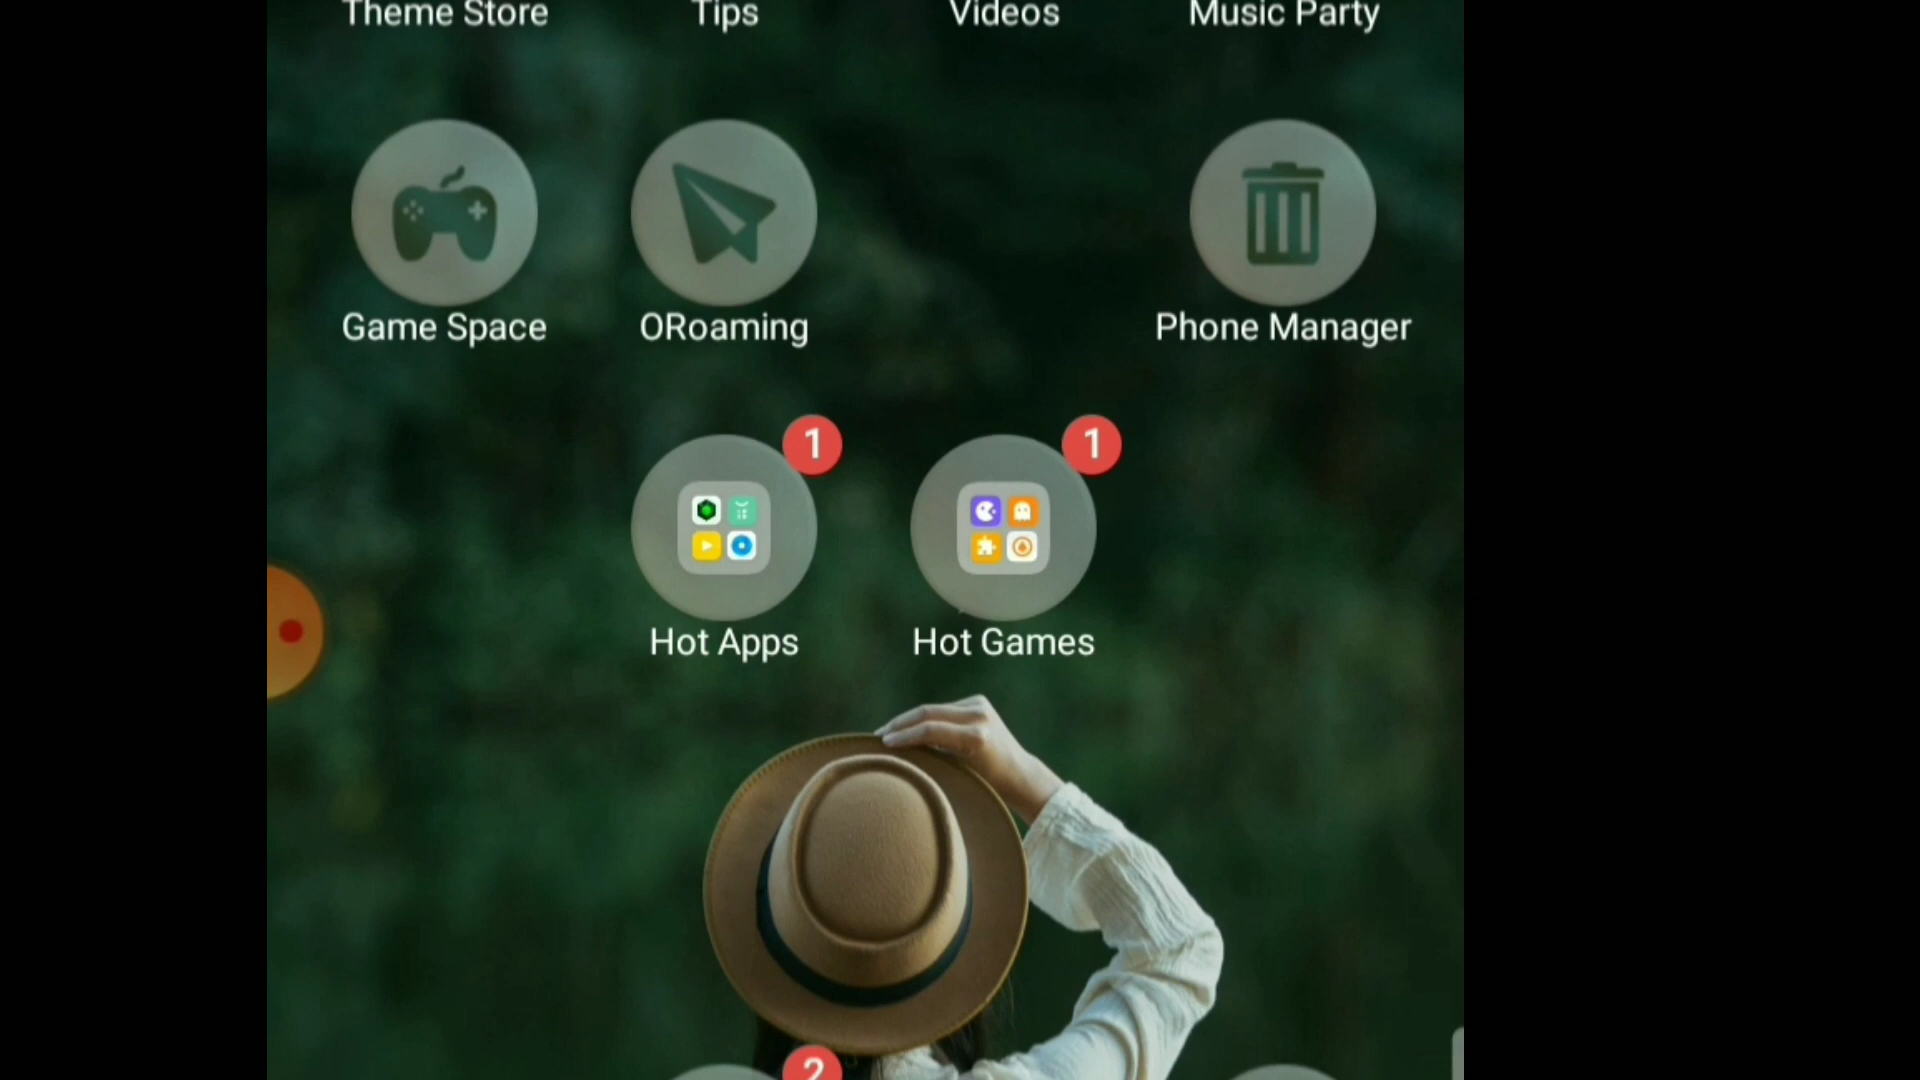 Theme Store
Tips
Videos
Music Party
Game Space
ORoaming
Phone Manager
1
1
Hot Apps
Hot Games
2